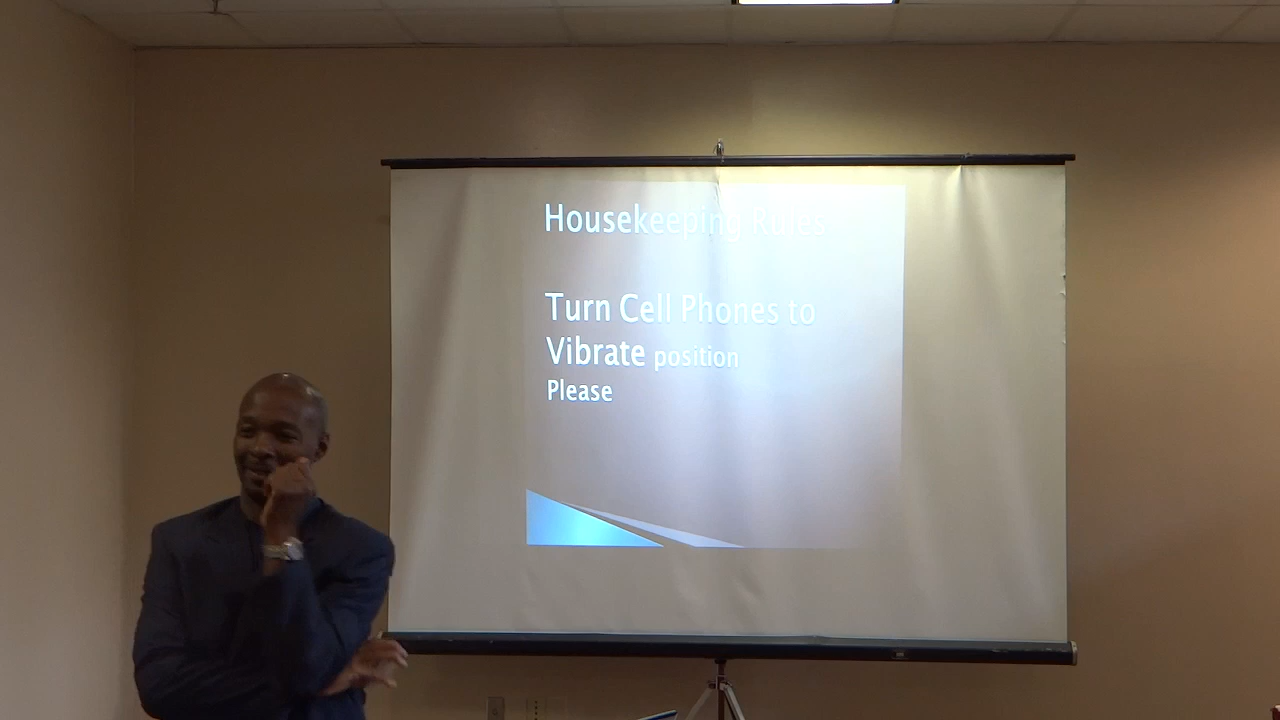 Housekeeping Rules
Turn Cell Phones to
Vibrate position
Please